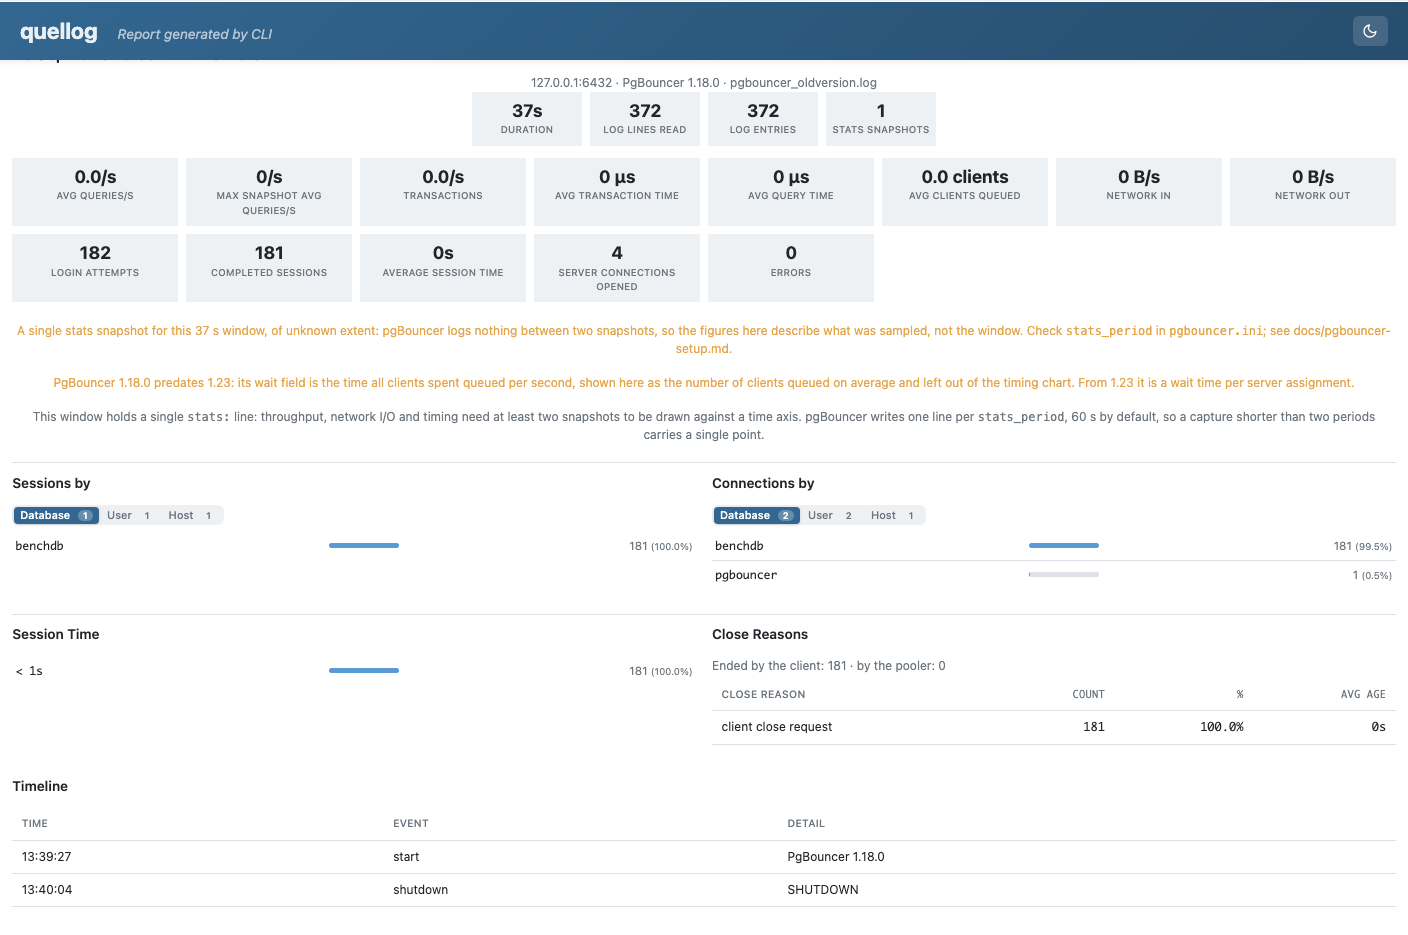 quellog
Report generated by CLI
127.0.0.1:6432 · PgBouncer 1.18.0 · pgbouncer_oldversion.log
37s
DURATION
372
LOG LINES READ
372
LOG ENTRIES
1
STATS SNAPSHOTS
0.0/s
AVG QUERIES/S
0/s
MAX SNAPSHOT AVG
QUERIES/S
0.0/s
TRANSACTIONS
0 µs
AVG TRANSACTION TIME
0 µs
AVG QUERY TIME
0.0 clients
AVG CLIENTS QUEUED
0 B/s
NETWORK IN
0 B/s
NETWORK OUT
182
LOGIN ATTEMPTS
181
COMPLETED SESSIONS
0s
AVERAGE SESSION TIME
4
SERVER CONNECTIONS
OPENED
0
ERRORS
A single stats snapshot for this 37 s window, of unknown extent: pgBouncer logs nothing between two snapshots, so the figures here describe what was sampled, not the window. Check stats_period in pgbouncer.ini; see docs/pgbouncer-
setup.md.
PgBouncer 1.18.0 predates 1.23: its wait field is the time all clients spent queued per second, shown here as the number of clients queued on average and left out of the timing chart. From 1.23 it is a wait time per server assignment.
This window holds a single stats: line: throughput, network I/O and timing need at least two snapshots to be drawn against a time axis. pgBouncer writes one line per stats_period, 60 s by default, so a capture shorter than two periods
carries a single point.
Sessions by
Database 1 User 1 Host 1
benchdb 181 (100.0%)
Connections by
Database 2 User 2 Host 1
benchdb 181 (99.5%)
pgbouncer 1 (0.5%)
Session Time
< 1s 181 (100.0%)
Close Reasons
Ended by the client: 181 · by the pooler: 0
CLOSE REASON COUNT % AVG AGE
client close request 181 100.0% 0s
Timeline
TIME EVENT DETAIL
13:39:27 start PgBouncer 1.18.0
13:40:04 shutdown SHUTDOWN